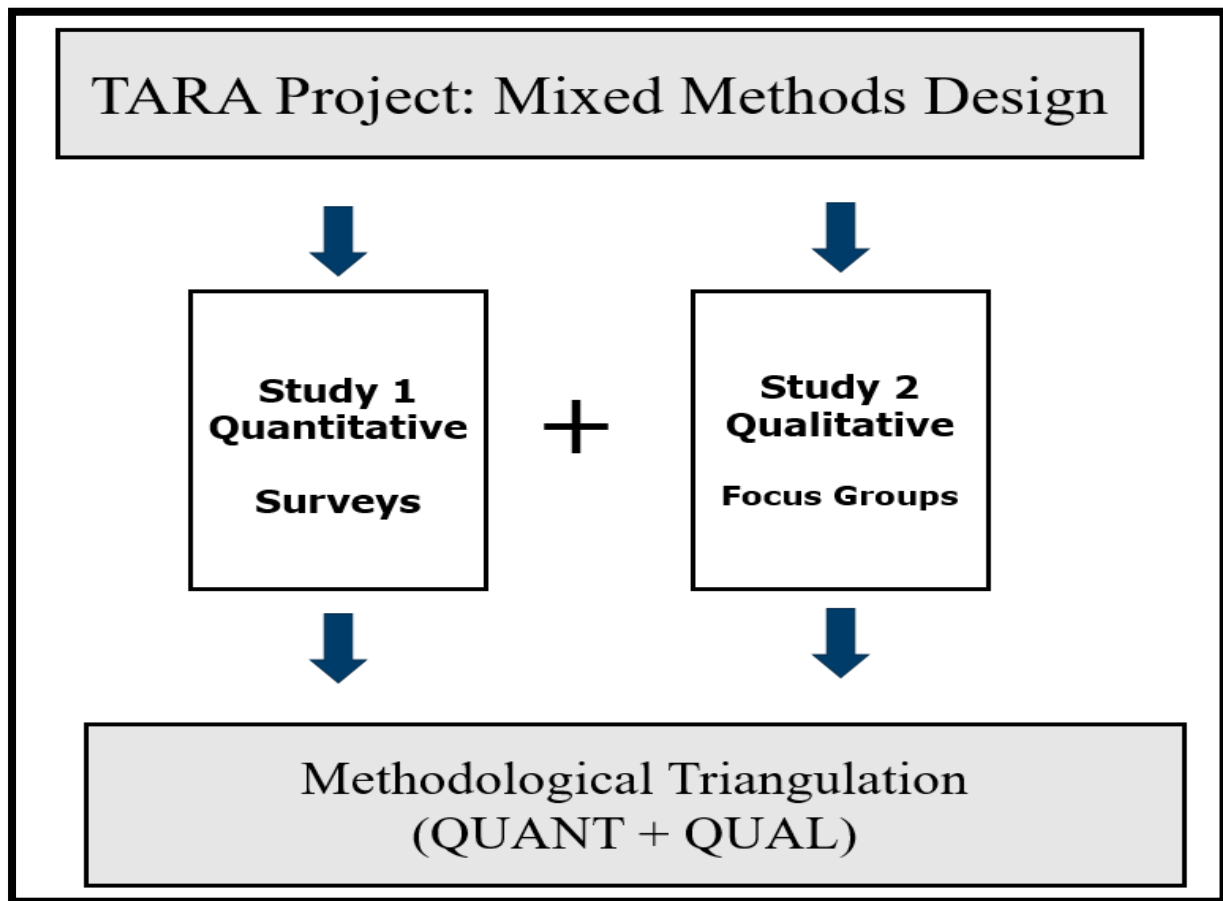 TARA Project: Mixed Methods Design
Study 1
Quantitative
Surveys
+
Study 2
Qualitative
Focus Groups
Methodological Triangulation
(QUANT + QUAL)